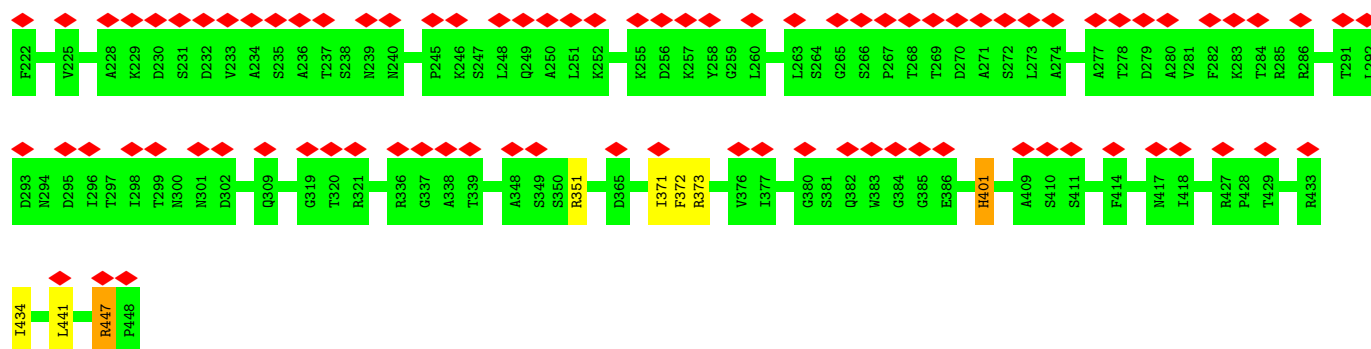 F222 V225 A228 K229 D230 S231 D232 V233 A234 S235 A236 T237 S238 N239 N240 P245 K246 S247 L248 Q249 A250 L251 K252 K255 D256 K257 Y258 G259 L260 L263 S264 G265 S266 P267 T268 T269 D270 A271 S272 L273 A274 A277 T278 D279 A280 V281 F282 K283 T284 R285 R286 T291 L292
D293 N294 D295 I296 T297 I298 T299 N300 N301 D302 Q309 G319 T320 R321 R336 G337 A338 T339 A348 S349 S350 R351 D365 I371 F372 R373 V376 I377 G380 S381 Q382 W383 G384 G385 E386 H401 A409 S410 S411 F414 N417 I418 R427 P428 T429 R433
I434 L441 R447 P448